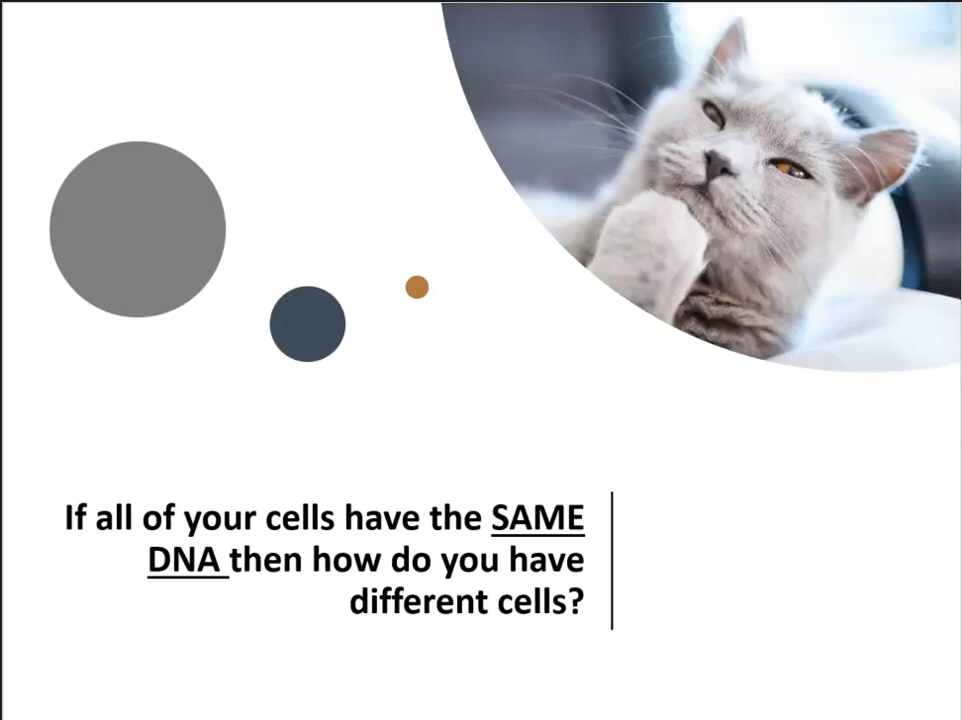 If all of your cells have the SAME
DNA then how do you have
different cells?